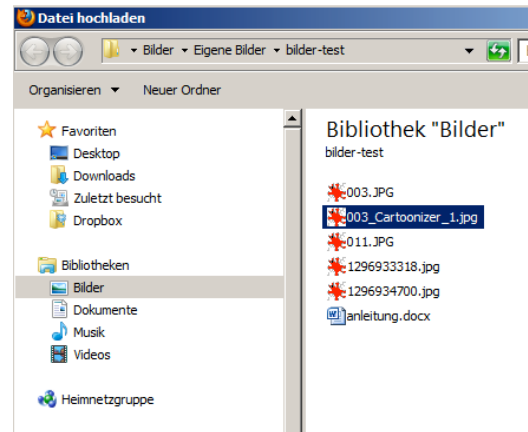 Datei hochladen
Bilder Eigene Bilder bilder-test
Organisieren Neuer Ordner
Favoriten
Desktop
Downloads
Zuletzt besucht
Dropbox
Bibliotheken
Bilder
Dokumente
Musik
Videos
Heimnetzgruppe
Bibliothek "Bilder"
bilder-test
003.JPG
003_Cartoonizer_1.jpg
011.JPG
1296933318.jpg
1296934700.jpg
anleitung.docx